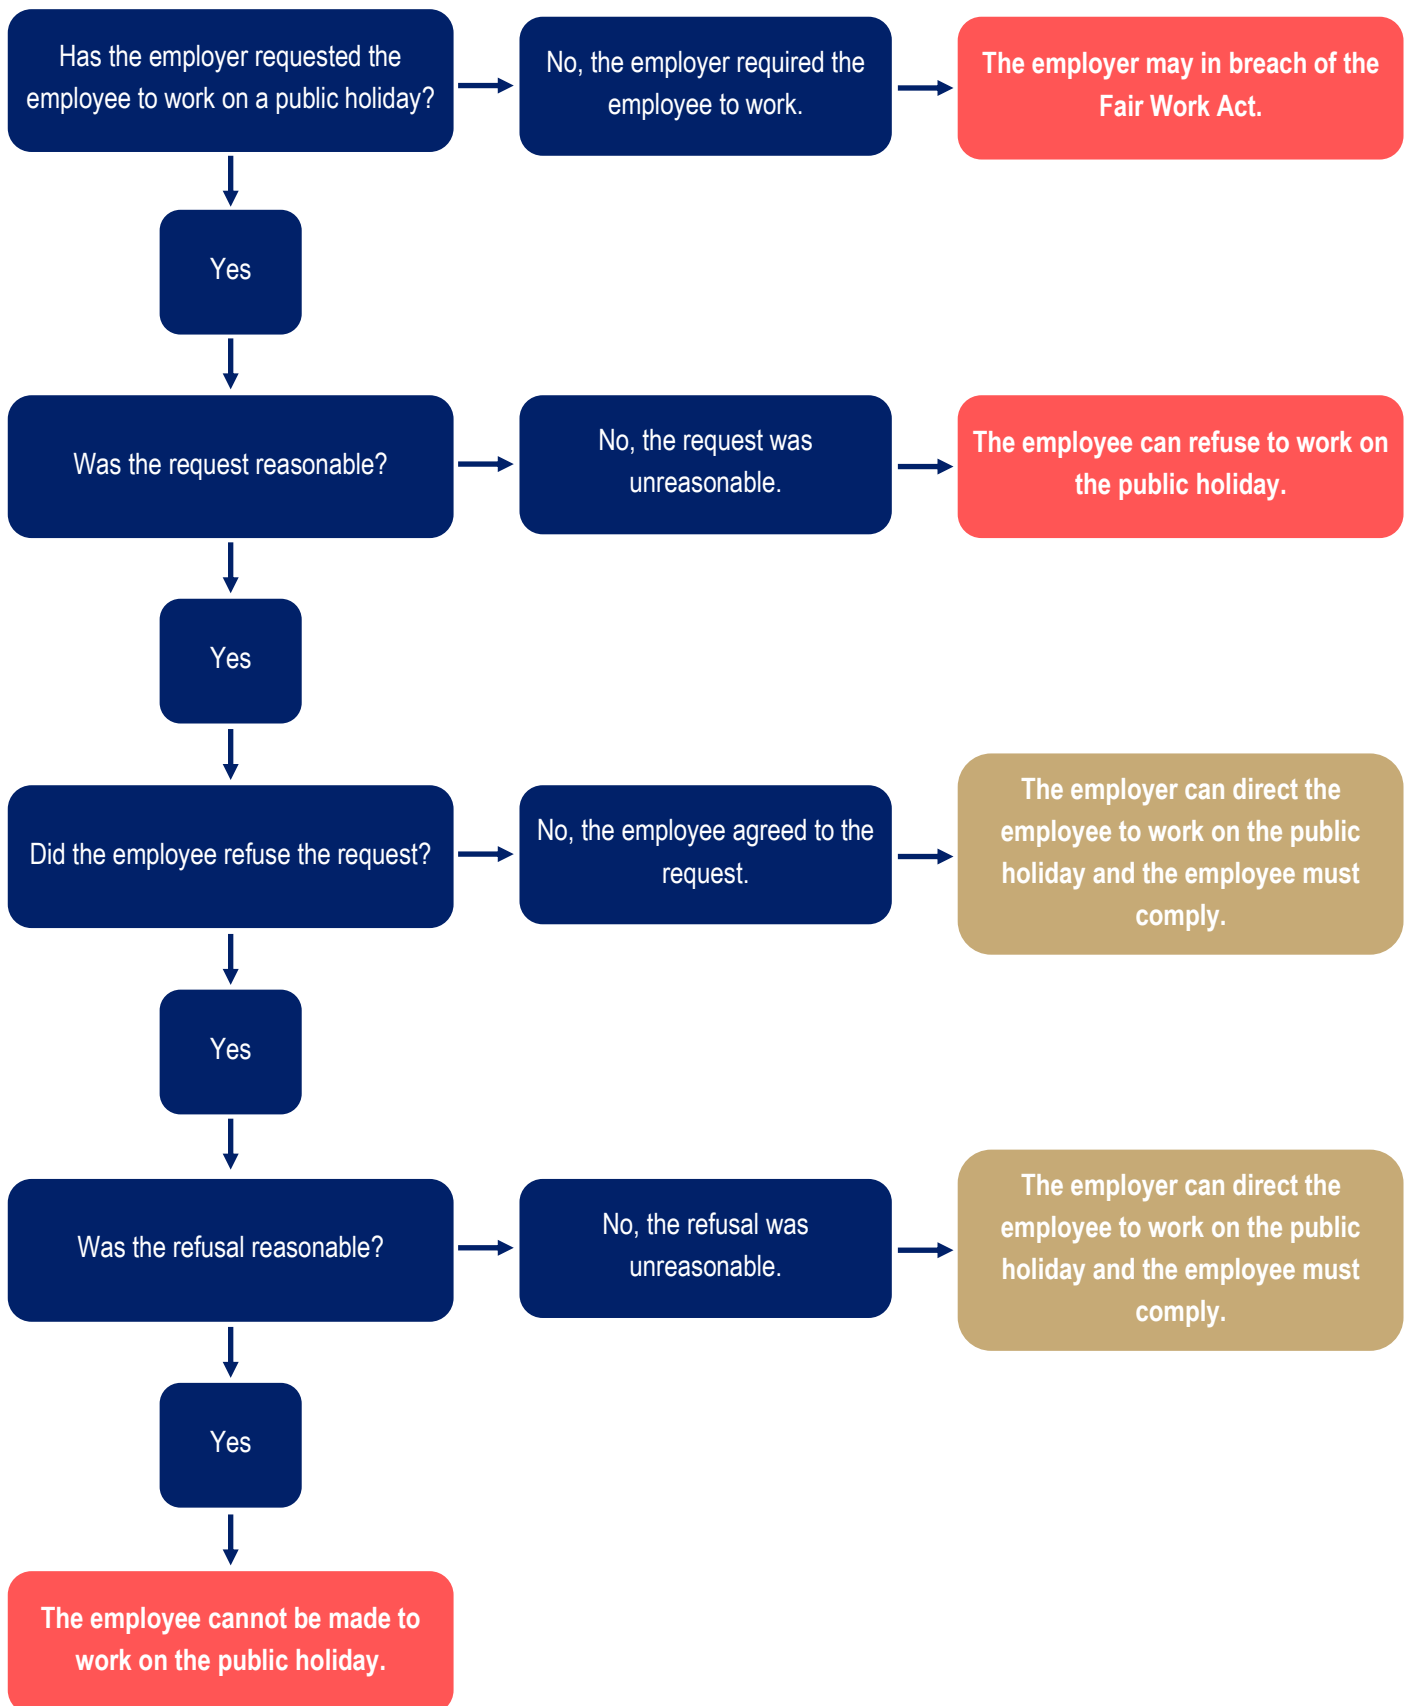 Has the employer requested the
employee to work on a public holiday?
No, the employer required the
employee to work.
The employer may in breach of the
Fair Work Act.
Yes
Was the request reasonable?
No, the request was
unreasonable.
The employee can refuse to work on
the public holiday.
Yes
Did the employee refuse the request?
No, the employee agreed to the
request.
The employer can direct the
employee to work on the public
holiday and the employee must
comply.
Yes
Was the refusal reasonable?
No, the refusal was
unreasonable.
The employer can direct the
employee to work on the public
holiday and the employee must
comply.
Yes
The employee cannot be made to
work on the public holiday.